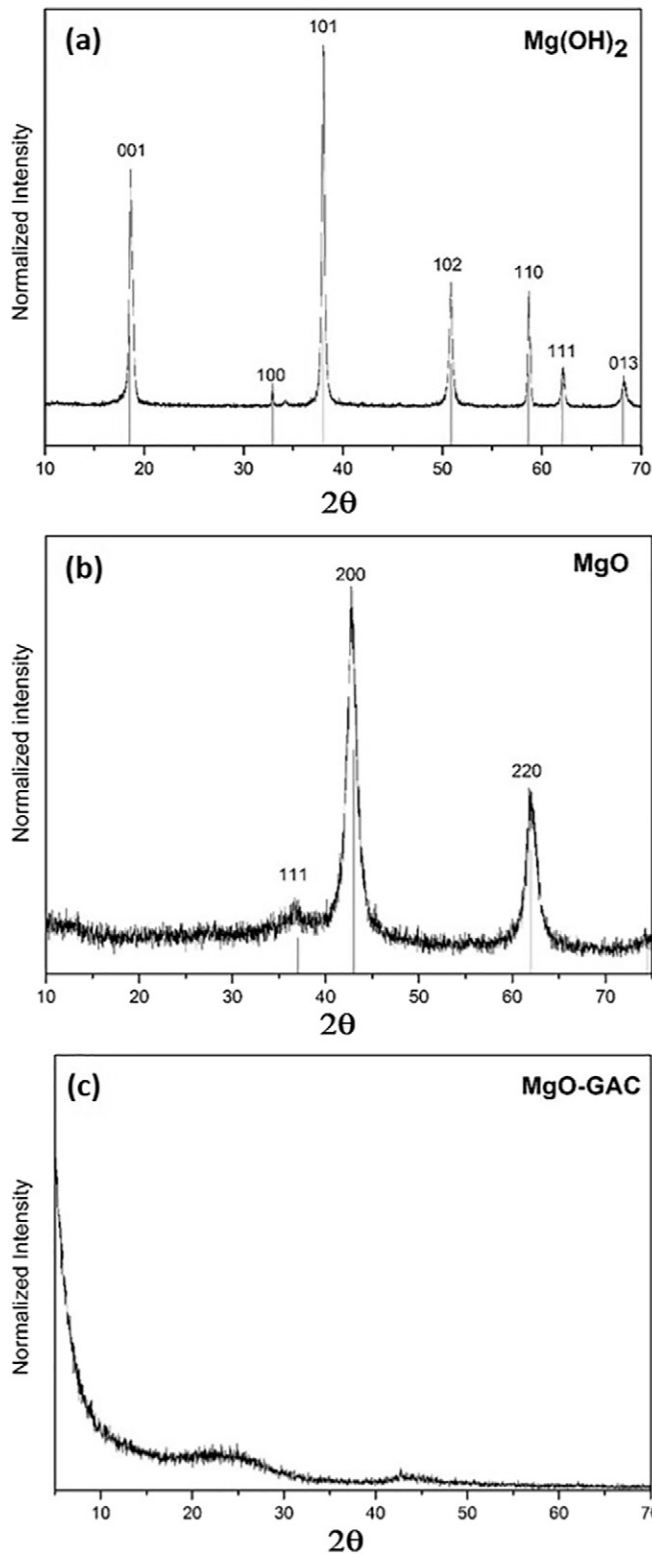 (a)
Mg(OH)₂
101
001
102
110
100
111
013
Normalized Intensity
10 20 30 40 50 60 70
2θ
(b)
MgO
200
220
111
Normalized intensity
10 20 30 40 50 60 70
2θ
(c)
MgO-GAC
Normalized Intensity
10 20 30 40 50 60 70
2θ